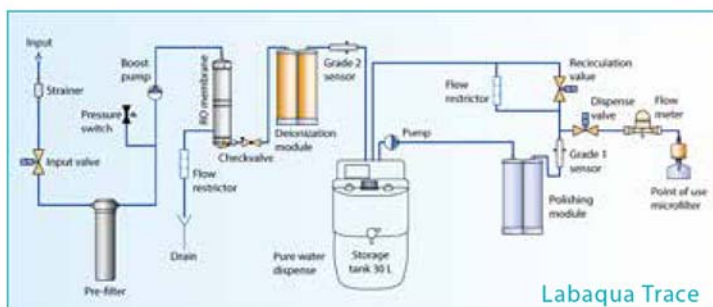 Input
Strainer
Input valve
Pre-filter
Boost
pump
Pressure
switch
RO membrane
Flow
restrictor
Drain
Checkvalve
Deionization
module
Grade 2
sensor
Pure water
dispense
Storage
tank 30 L
Pump
Flow
restrictor
Polishing
module
Recirculation
value
Dispense
valve
Grade 1
sensor
Flow
meter
Point of use
microfilter
Labaqua Trace